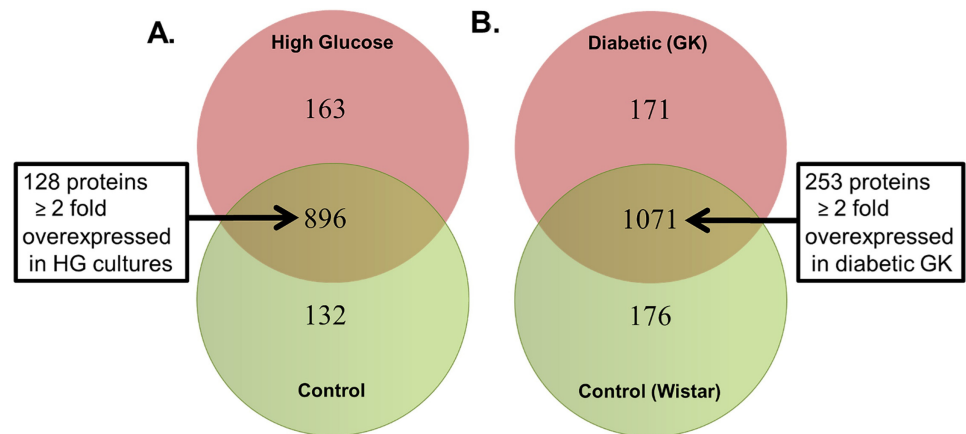 A.
High Glucose
163
128 proteins
≥ 2 fold
overexpressed
in HG cultures
896
132
Control
B.
Diabetic (GK)
171
1071
253 proteins
≥ 2 fold
overexpressed
in diabetic GK
176
Control (Wistar)